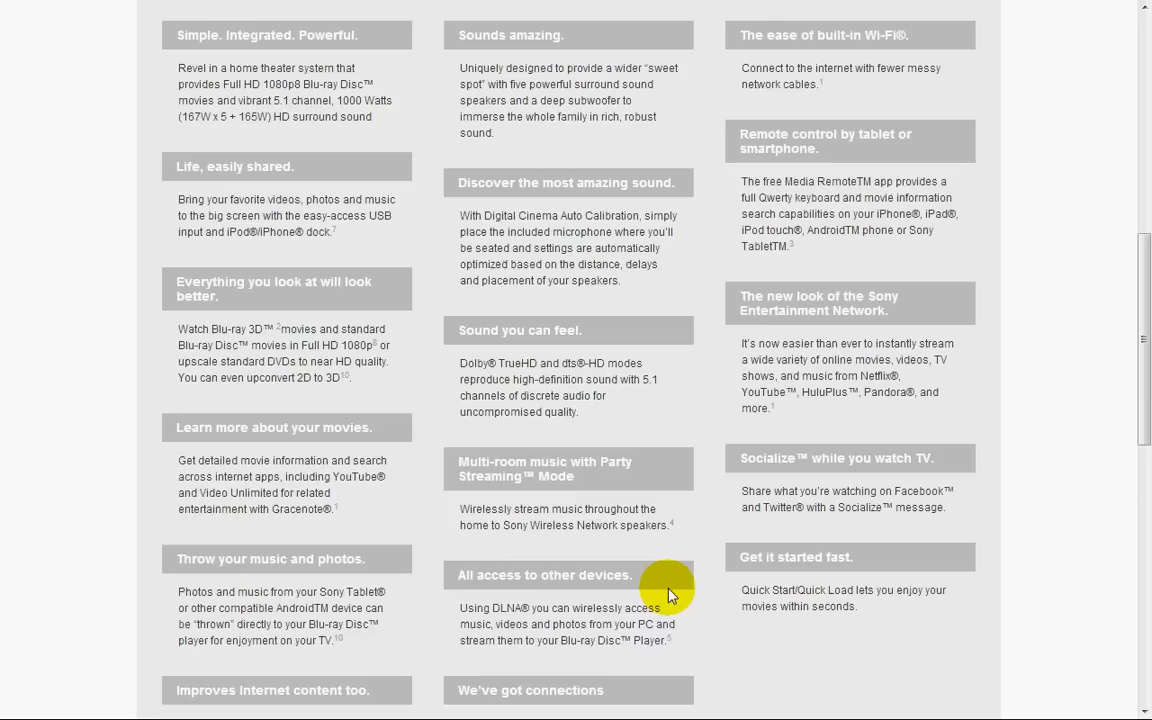 Simple. Integrated. Powerful.
Revel in a home theater system that
provides Full HD 1080p8 Blu-ray Disc™
movies and vibrant 5.1 channel, 1000 Watts
(167W x 5 + 165W) HD surround sound
Life, easily shared.
Bring your favorite videos, photos and music
to the big screen with the easy-access USB
input and iPod®/iPhone® dock.7
Everything you look at will look
better.
Watch Blu-ray 3D™ 2movies and standard
Blu-ray Disc™ movies in Full HD 1080p8 or
upscale standard DVDs to near HD quality.
You can even upconvert 2D to 3D10.
Learn more about your movies.
Get detailed movie information and search
across internet apps, including YouTube®
and Video Unlimited for related
entertainment with Gracenote®.1
Throw your music and photos.
Photos and music from your Sony Tablet®
or other compatible AndroidTM device can
be “thrown” directly to your Blu-ray Disc™
player for enjoyment on your TV.10
Improves Internet content too.
Sounds amazing.
Uniquely designed to provide a wider “sweet
spot” with five powerful surround sound
speakers and a deep subwoofer to
immerse the whole family in rich, robust
sound.
Discover the most amazing sound.
With Digital Cinema Auto Calibration, simply
place the included microphone where you’ll
be seated and settings are automatically
optimized based on the distance, delays
and placement of your speakers.
Sound you can feel.
Dolby® TrueHD and dts®-HD modes
reproduce high-definition sound with 5.1
channels of discrete audio for
uncompromised quality.
Multi-room music with Party
Streaming™ Mode
Wirelessly stream music throughout the
home to Sony Wireless Network speakers.4
All access to other devices.
Using DLNA® you can wirelessly access
music, videos and photos from your PC and
stream them to your Blu-ray Disc™ Player.5
We’ve got connections
The ease of built-in Wi-Fi®.
Connect to the internet with fewer messy
network cables.1
Remote control by tablet or
smartphone.
The free Media RemoteTM app provides a
full Qwerty keyboard and movie information
search capabilities on your iPhone®, iPad®,
iPod touch®, AndroidTM phone or Sony
TabletTM.3
The new look of the Sony
Entertainment Network.
It’s now easier than ever to instantly stream
a wide variety of online movies, videos, TV
shows, and music from Netflix®,
YouTube™, HuluPlus™, Pandora®, and
more.1
Socialize™ while you watch TV.
Share what you’re watching on Facebook™
and Twitter® with a Socialize™ message.
Get it started fast.
Quick Start/Quick Load lets you enjoy your
movies within seconds.